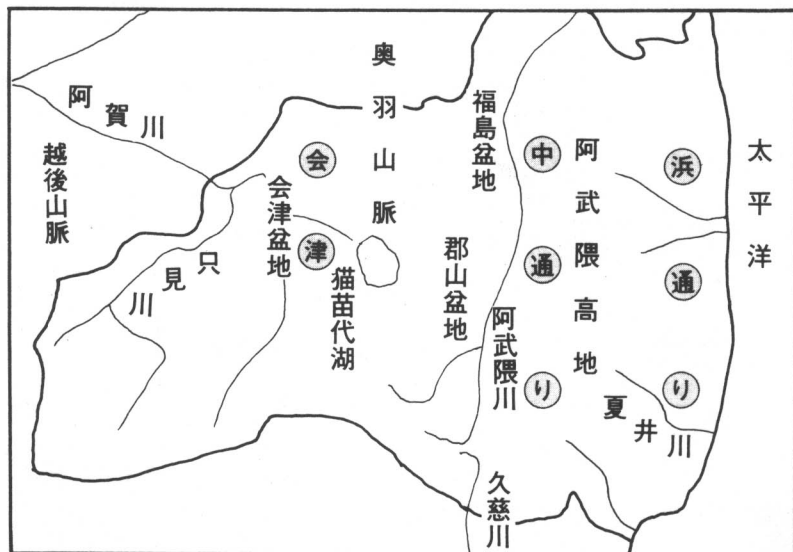 太平洋
浜通り
夏井川
阿武隈高地
中通り
福島盆地
阿武隈川
久慈川
郡山盆地
奥羽山脈
猫苗代湖
会津
会津盆地
只見川
阿賀川
越後山脈